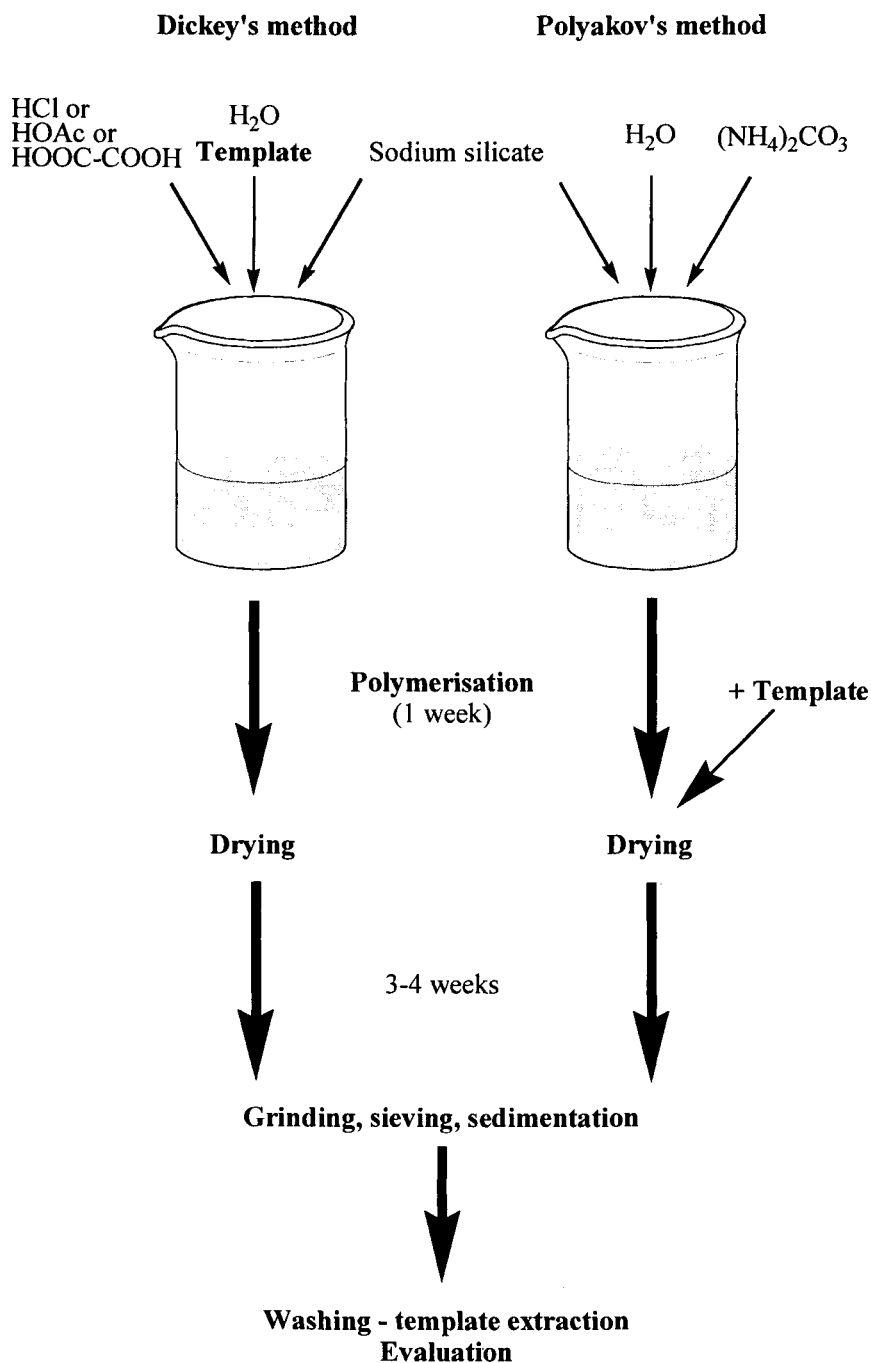 Dickey's method
Polyakov's method
HCl or
HOAc or
HOOC-COOH
H₂O
Template
Sodium silicate
H₂O
(NH₄)₂CO₃
Polymerisation
(1 week)
+ Template
Drying
Drying
3-4 weeks
Grinding, sieving, sedimentation
Washing - template extraction
Evaluation